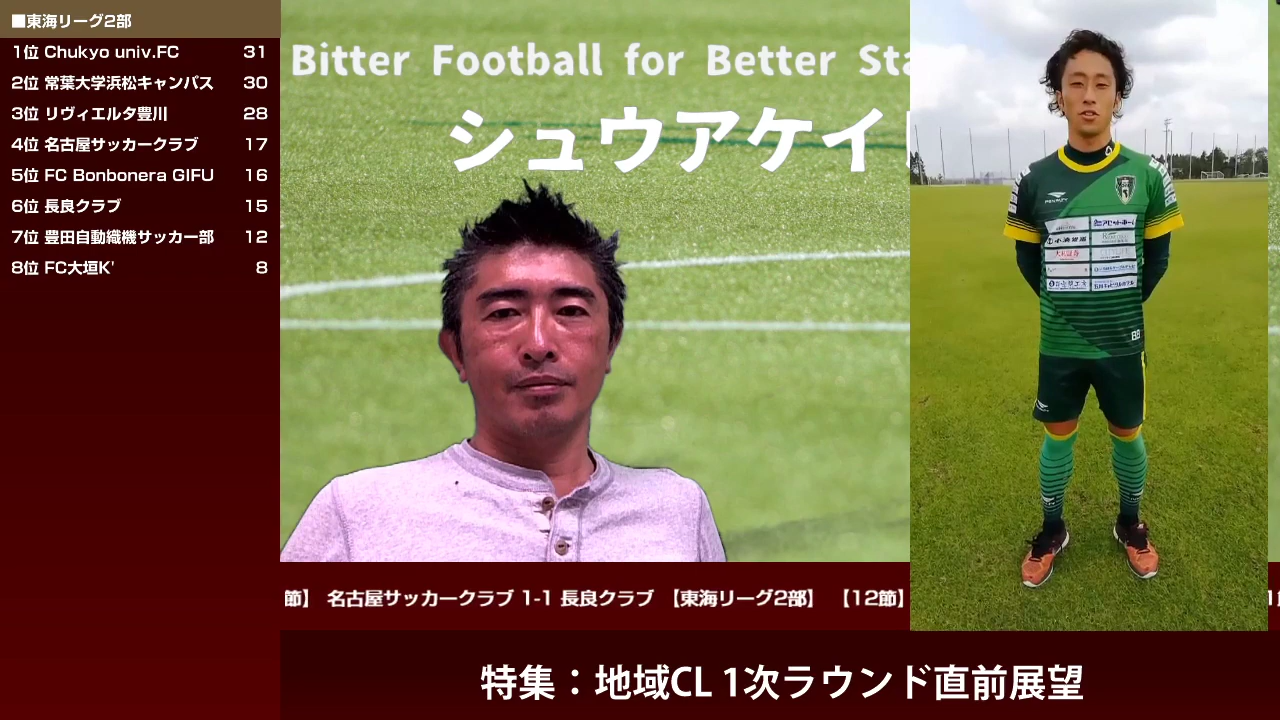 ■東海リーグ2部
1位 Chukyo univ.FC 31
2位 常葉大学浜松キャンパス 30
3位 リヴィエルタ豊川 28
4位 名古屋サッカークラブ 17
5位 FC Bonbonera GIFU 16
6位 長良クラブ 15
7位 豊田自動織機サッカー部 12
8位 FC大垣K' 8
Bitter Football for Better Sta
シュウアケイ
PENALTY
88
節】 名古屋サッカークラブ 1-1 長良クラブ 【東海リーグ2部】 【12節】
特集：地域CL 1次ラウンド直前展望